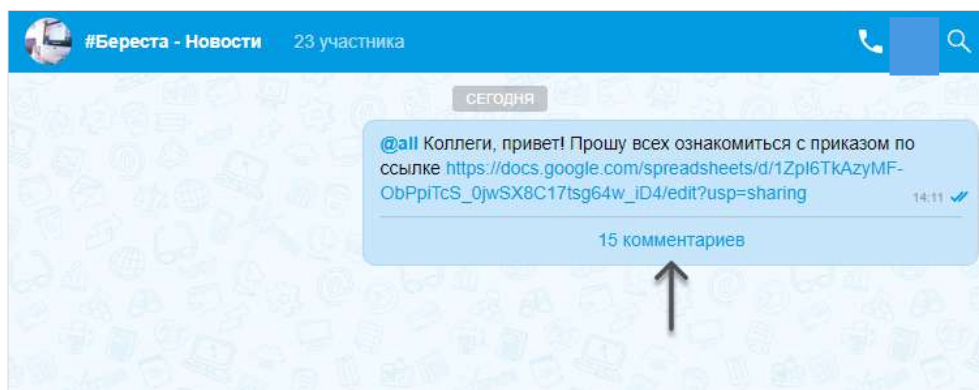 #Береста - Новости 23 участника
СЕГОДНЯ
@all Коллеги, привет! Прошу всех ознакомиться с приказом по
ссылке https://docs.google.com/spreadsheets/d/1Zpl6TkAzyMF-
ObPpiTcS_0jwSX8C17tsg64w_iD4/edit?usp=sharing 14:11
15 комментариев